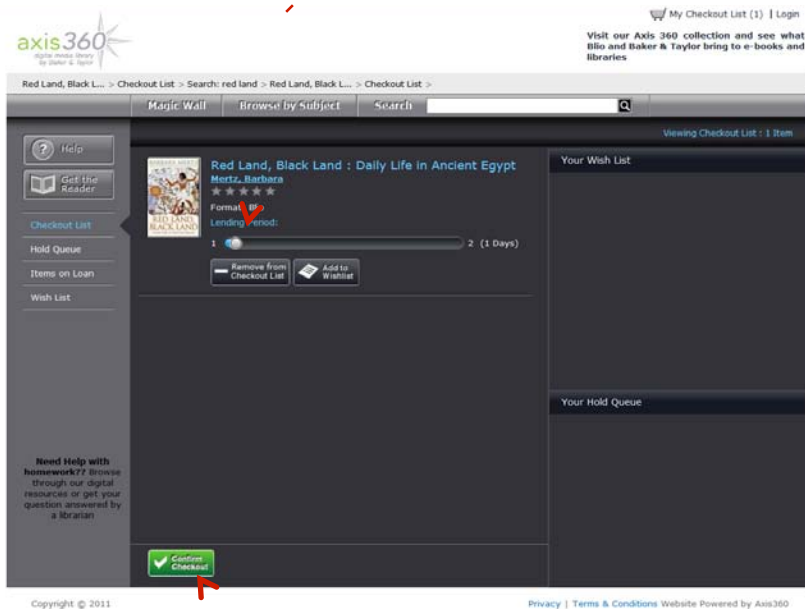 My Checkout List (1) | Login
axis 360
digital media library
by Baker & Taylor
Visit our Axis 360 collection and see what
Blio and Baker & Taylor bring to e-books and
libraries
Red Land, Black L... > Checkout List > Search: red land > Red Land, Black L... > Checkout List >
Magic Wall Browse by Subject Search
Viewing Checkout List : 1 Item
Help
Get the
Reader
Checkout List
Hold Queue
Items on Loan
Wish List
Need Help with
homework?? Browse
through our digital
resources or get your
question answered by
a librarian
BARBARA MERTZ
RED LAND,
BLACK LAND
Red Land, Black Land : Daily Life in Ancient Egypt
Mertz, Barbara
Format: Blio
Lending Period:
1 2 (1 Days)
Remove from
Checkout List
Add to
Wishlist
Confirm
Checkout
Your Wish List
Your Hold Queue
Copyright © 2011
Privacy | Terms & Conditions Website Powered by Axis360